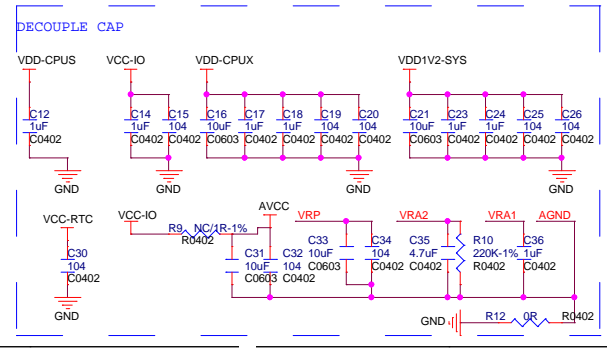 DECOUPLE CAP
VDD-CPUS VCC-IO VDD-CPUX VDD1V2-SYS
C12 C14 C15 C16 C17 C18 C19 C20 C21 C23 C24 C25 C26
1uF 1uF 104 10uF 1uF 1uF 104 104 10uF 1uF 1uF 104 104
C0402 C0402 C0402 C0603 C0402 C0402 C0402 C0402 C0603 C0402 C0402 C0402 C0402
GND GND GND GND
VCC-RTC VCC-IO AVCC VRP VRA2 VRA1 AGND
R9 NC/1R-1%
R0402
C30 C31 C32 C33 C34 C35 R10 C36
104 10uF 104 10uF 104 4.7uF 220K-1% 1uF
C0402 C0603 C0402 C0603 C0402 C0402 R0402 C0402
GND GND R12 0R R0402